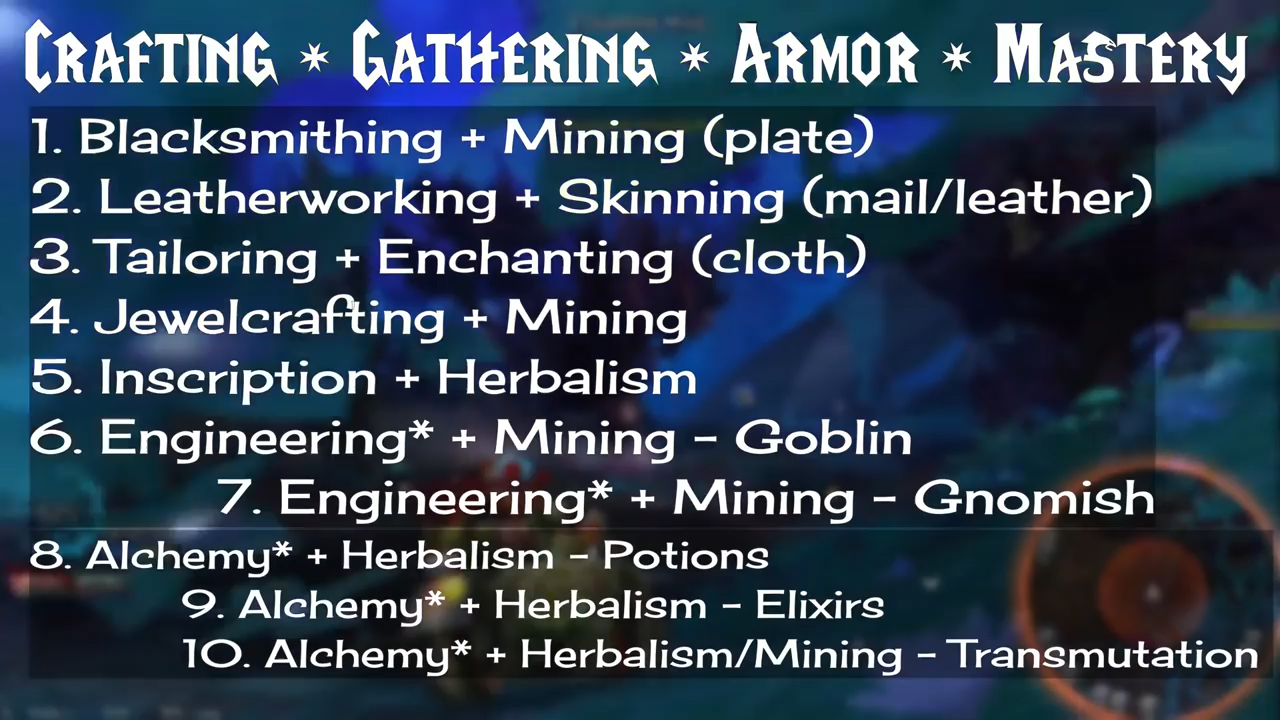 Crafting * Gathering * Armor * Mastery
1. Blacksmithing + Mining (plate)
2. Leatherworking + Skinning (mail/leather)
3. Tailoring + Enchanting (cloth)
4. Jewelcrafting + Mining
5. Inscription + Herbalism
6. Engineering* + Mining - Goblin
7. Engineering* + Mining - Gnomish
8. Alchemy* + Herbalism - Potions
9. Alchemy* + Herbalism - Elixirs
10. Alchemy* + Herbalism/Mining - Transmutation